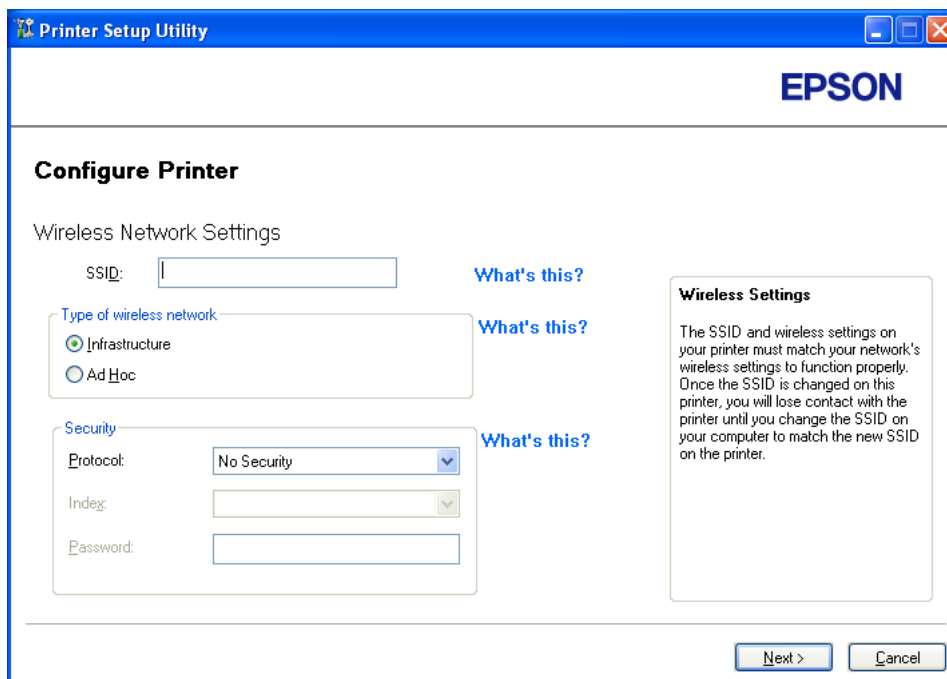 Printer Setup Utility
EPSON
Configure Printer
Wireless Network Settings
SSID:
What's this?
Type of wireless network
What's this?
Infrastructure
Ad Hoc
Security
What's this?
Protocol:
No Security
Index:
Password:
Wireless Settings
The SSID and wireless settings on
your printer must match your network's
wireless settings to function properly.
Once the SSID is changed on this
printer, you will lose contact with the
printer until you change the SSID on
your computer to match the new SSID
on the printer.
Next >
Cancel